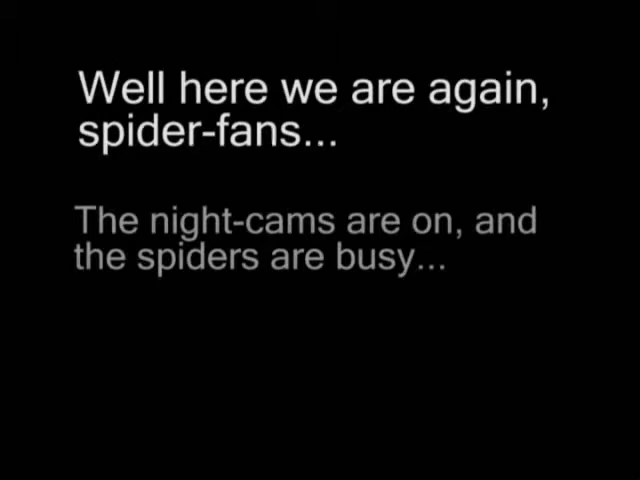 Well here we are again,
spider-fans...
The night-cams are on, and
the spiders are busy...